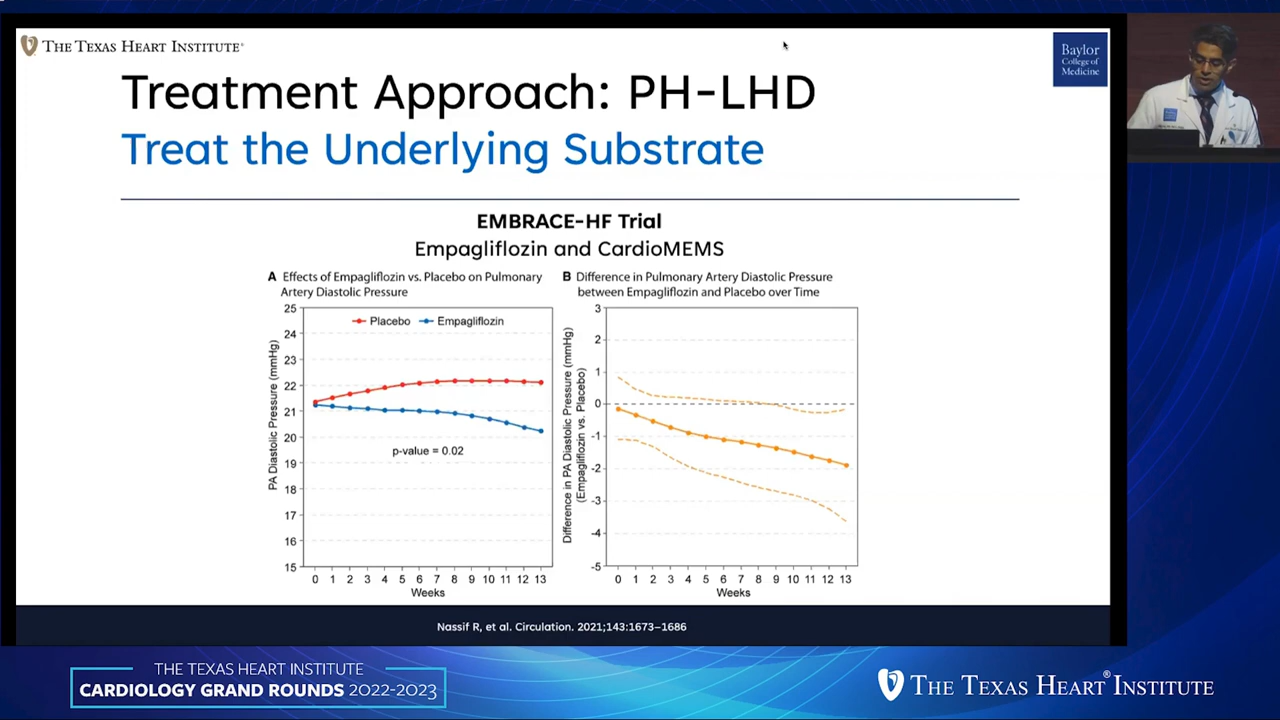 THE TEXAS HEART INSTITUTE®
Baylor
College of
Medicine
Treatment Approach: PH-LHD
Treat the Underlying Substrate
EMBRACE-HF Trial
Empagliflozin and CardioMEMS
A Effects of Empagliflozin vs. Placebo on Pulmonary
Artery Diastolic Pressure
25
24
23
22
21
20
19
18
17
16
15
PA Diastolic Pressure (mmHg)
Placebo Empagliflozin
p-value = 0.02
0 1 2 3 4 5 6 7 8 9 10 11 12 13
Weeks
B Difference in Pulmonary Artery Diastolic Pressure
between Empagliflozin and Placebo over Time
Difference in PA Diastolic Pressure (mmHg)
(Empagliflozin vs. Placebo)
3
2
1
0
-1
-2
-3
-4
-5
0 1 2 3 4 5 6 7 8 9 10 11 12 13
Weeks
Nassif R, et al. Circulation. 2021;143:1673–1686
THE TEXAS HEART INSTITUTE
CARDIOLOGY GRAND ROUNDS 2022-2023
THE TEXAS HEART® INSTITUTE